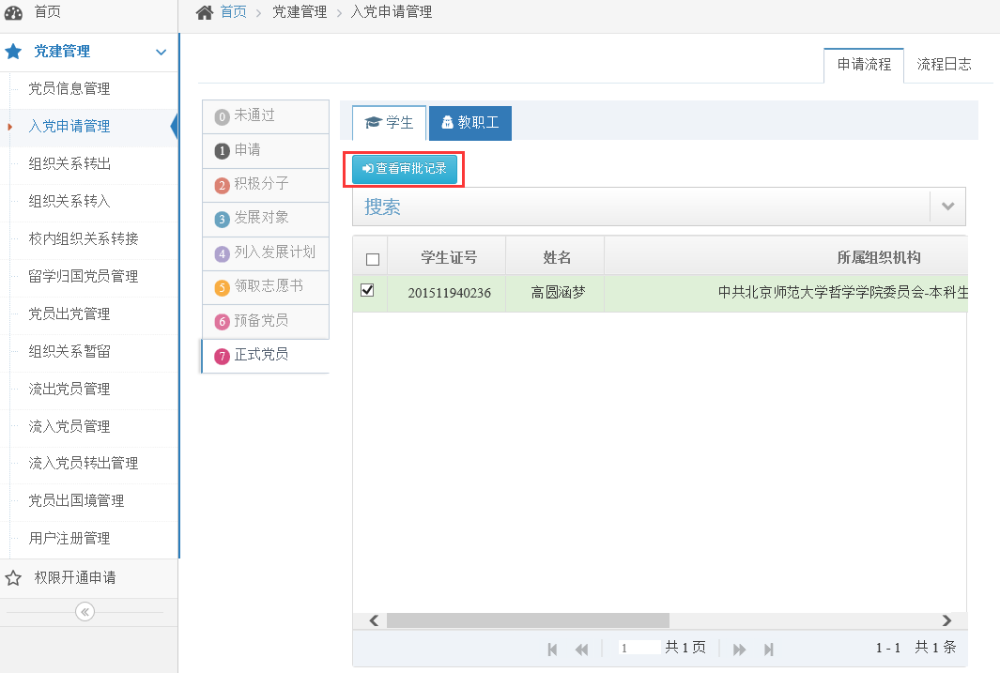 首页
首页 > 党建管理 > 入党申请管理
党建管理
党员信息管理
入党申请管理
组织关系转出
组织关系转入
校内组织关系转接
留学归国党员管理
党员出党管理
组织关系暂留
流出党员管理
流入党员管理
流入党员转出管理
党员出国境管理
用户注册管理
权限开通申请
申请流程 流程日志
0 未通过
1 申请
2 积极分子
3 发展对象
4 列入发展计划
5 领取志愿书
6 预备党员
7 正式党员
学生 教职工
查看审批记录
搜索
学生证号 姓名 所属组织机构
201511940236 高圆涵梦 中共北京师范大学哲学学院委员会-本科生
1 共 1 页 1 - 1 共 1 条